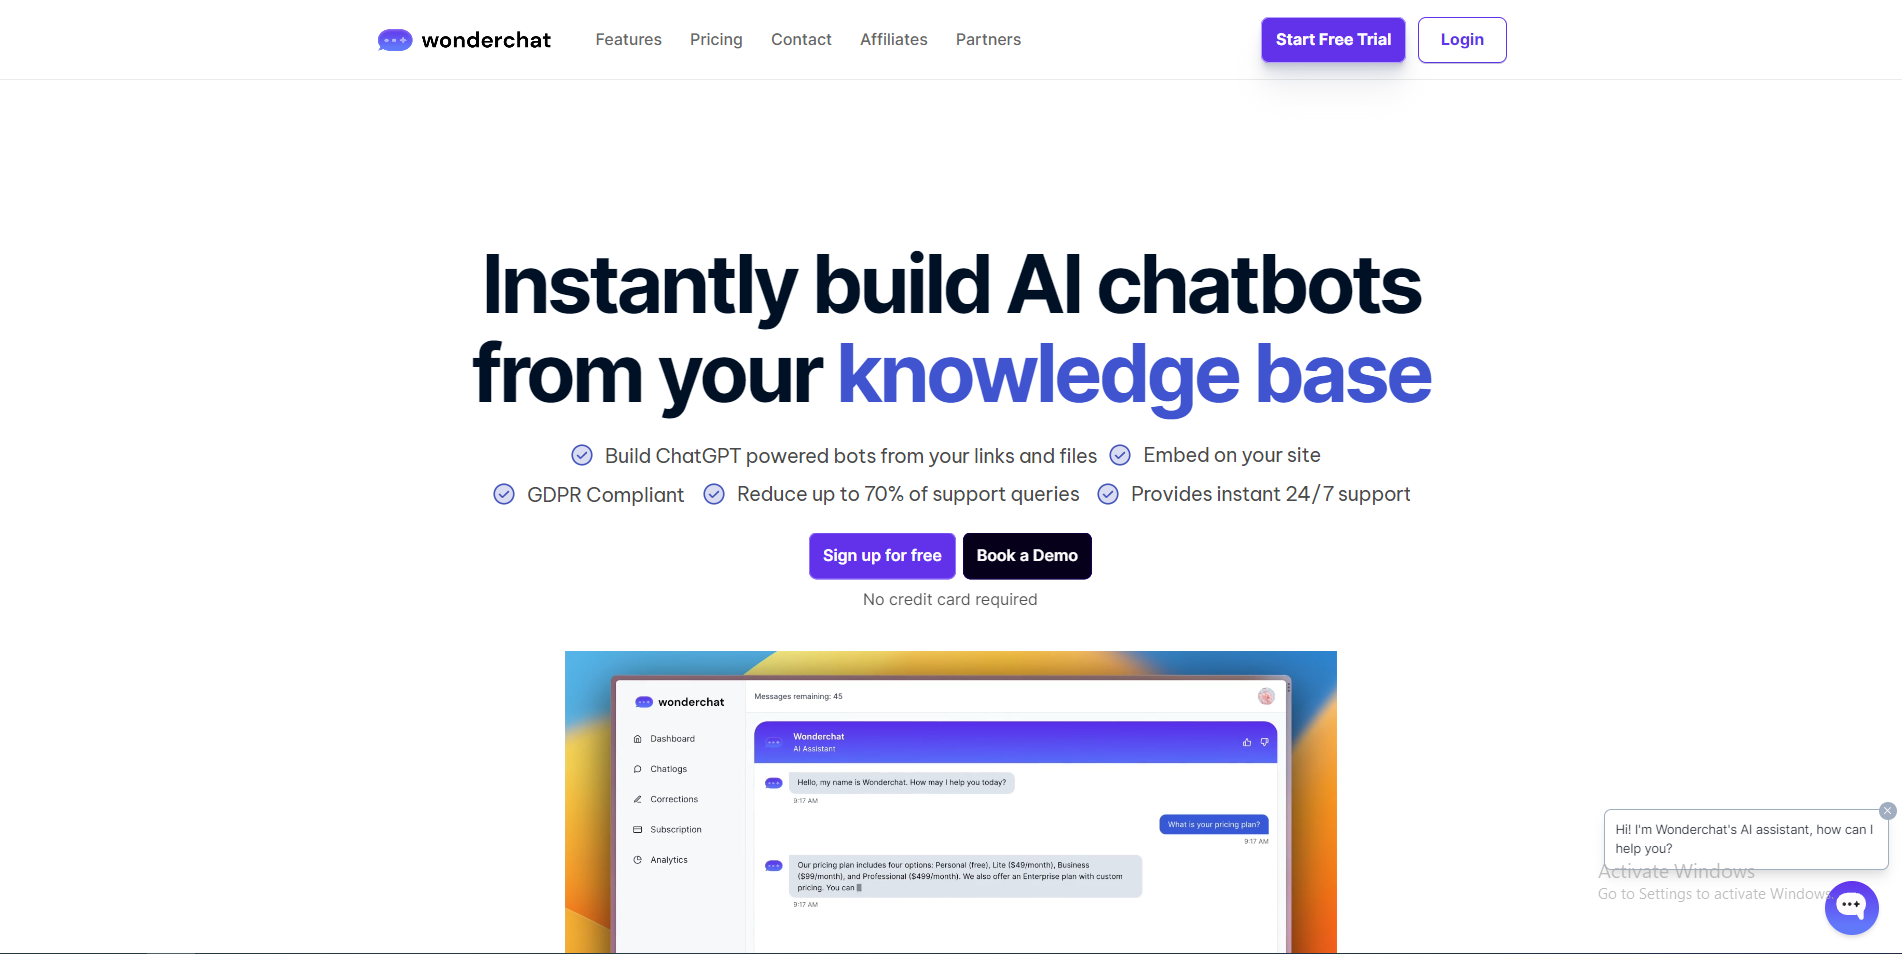 wonderchat
Features
Pricing
Contact
Affiliates
Partners
Start Free Trial
Login
Instantly build AI chatbots
from your knowledge base
Build ChatGPT powered bots from your links and files
Embed on your site
GDPR Compliant
Reduce up to 70% of support queries
Provides instant 24/7 support
Sign up for free
Book a Demo
No credit card required
wonderchat
Messages remaining: 45
Dashboard
Chatlogs
Corrections
Subscription
Analytics
Wonderchat
AI Assistant
Hello, my name is Wonderchat. How may I help you today?
9:17 AM
What is your pricing plan?
9:17 AM
Our pricing plan includes four options: Personal (free), Lite ($49/month), Business
($99/month), and Professional ($499/month). We also offer an Enterprise plan with custom
pricing. You can
9:17 AM
Hi! I'm Wonderchat's AI assistant, how can I
help you?
Activate Windows
Go to Settings to activate Windows.